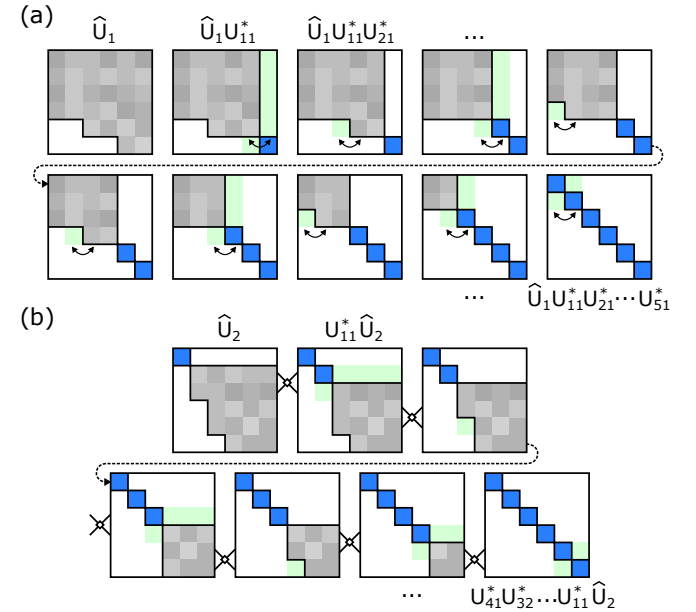 (a)
Û₁ Û₁U₁₁* Û₁U₁₁*U₂₁* ...
... Û₁U₁₁*U₂₁*⋯U₅₁*
(b)
Û₂ U₁₁*Û₂
... U₄₁*U₃₂*...U₁₁*Û₂